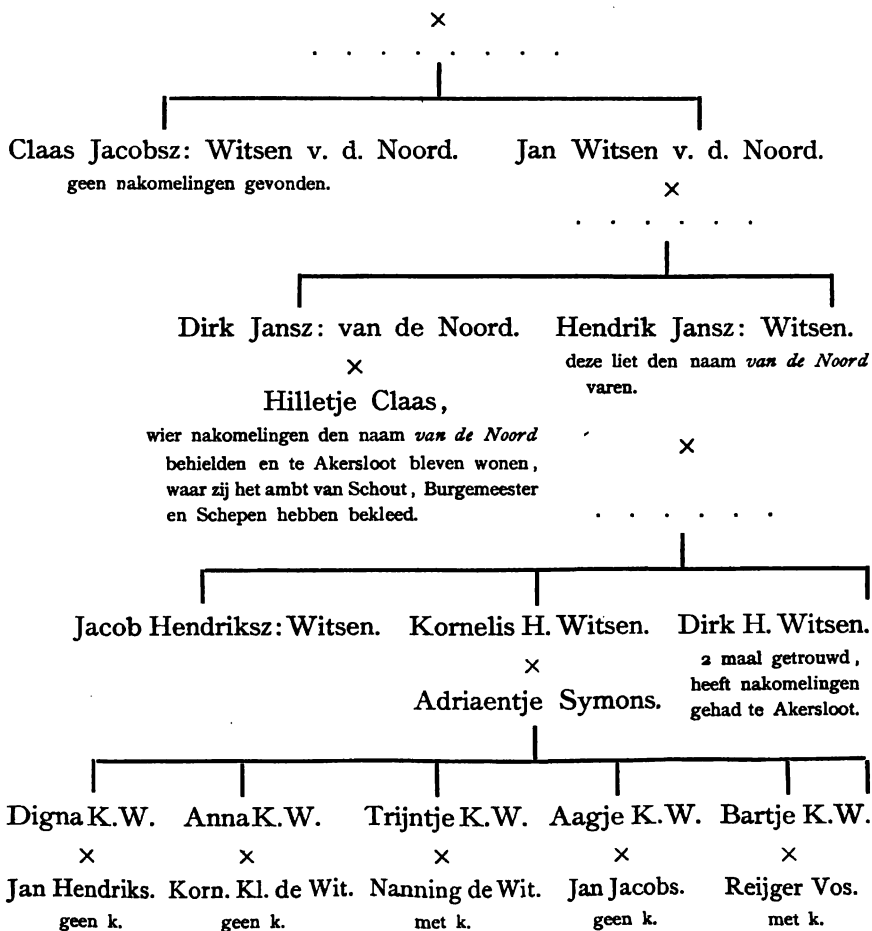 ×
. . . . . . . .
Claas Jacobsz: Witsen v. d. Noord. Jan Witsen v. d. Noord.
geen nakomelingen gevonden.
×
. . . . . .
Dirk Jansz: van de Noord. Hendrik Jansz: Witsen.
× deze liet den naam van de Noord
varen.
Hilletje Claas,
wier nakomelingen den naam van de Noord
behielden en te Akersloot bleven wonen,
waar zij het ambt van Schout, Burgemeester
en Schepen hebben bekleed.
×
. . . . . .
Jacob Hendriksz: Witsen. Kornelis H. Witsen. Dirk H. Witsen.
× 2 maal getrouwd,
heeft nakomelingen
Adriaentje Symons. gehad te Akersloot.
Digna K.W. Anna K.W. Trijntje K.W. Aagje K.W. Bartje K.W.
× × × × ×
Jan Hendriks. Korn. Kl. de Wit. Nanning de Wit. Jan Jacobs. Reijger Vos.
geen k. geen k. met k. geen k. met k.